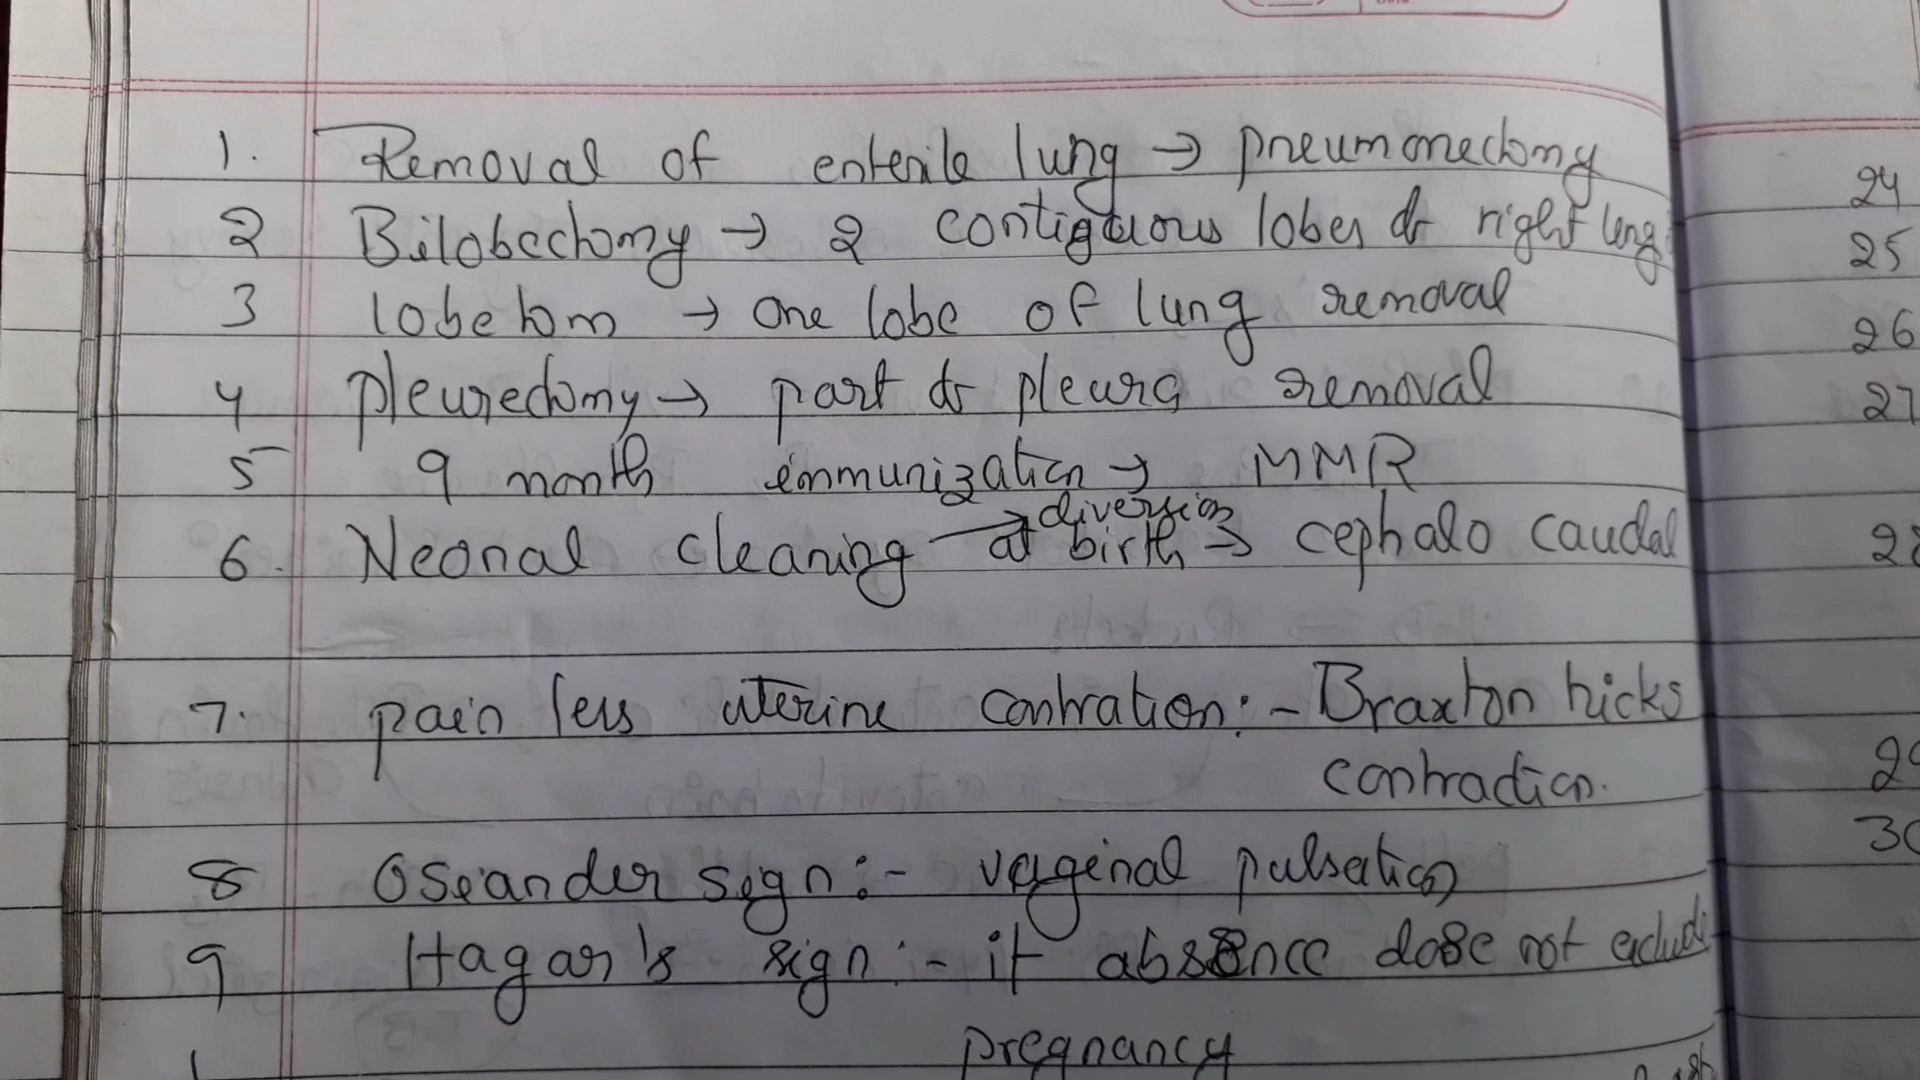 1. Removal of enterile lung → pneumonectomy
2 Bilobectomy → 2 contiguous lobes of right lung
3 lobetom → one lobe of lung removal
4 pleurectomy → part of pleura removal
5 9 month immunization → MMR
→ diversion
6. Neonal cleaning at birth → cephalo caudal
7. pain less uterine contration :- Braxton hicks
contraction.
8 Oseander sign :- vaginal pulsation
9 Hagar's sign :- it absence dose not exclude
pregnancy
24
25
26
27
30